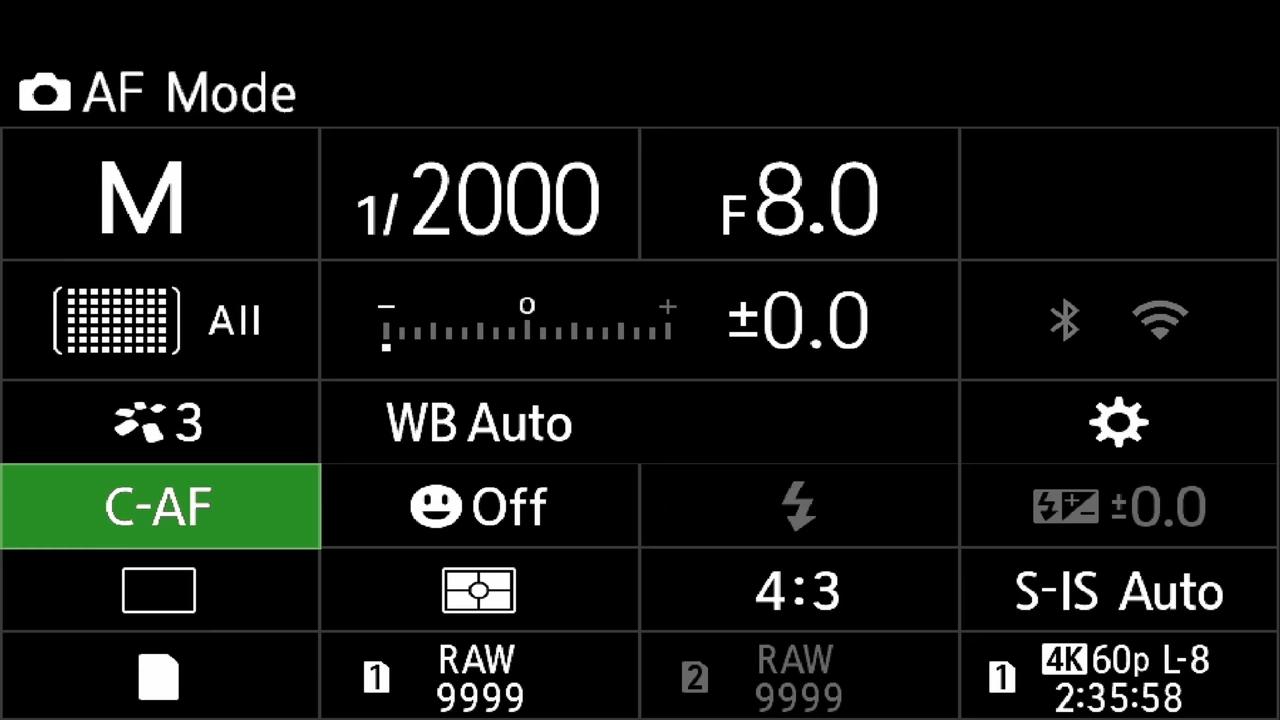 AF Mode
M 1/2000 F8.0
All − 0 + ±0.0
3 WB Auto
C-AF Off ±0.0
4:3 S-IS Auto
1 RAW 9999 2 RAW 9999 1 4K 60p L-8 2:35:58